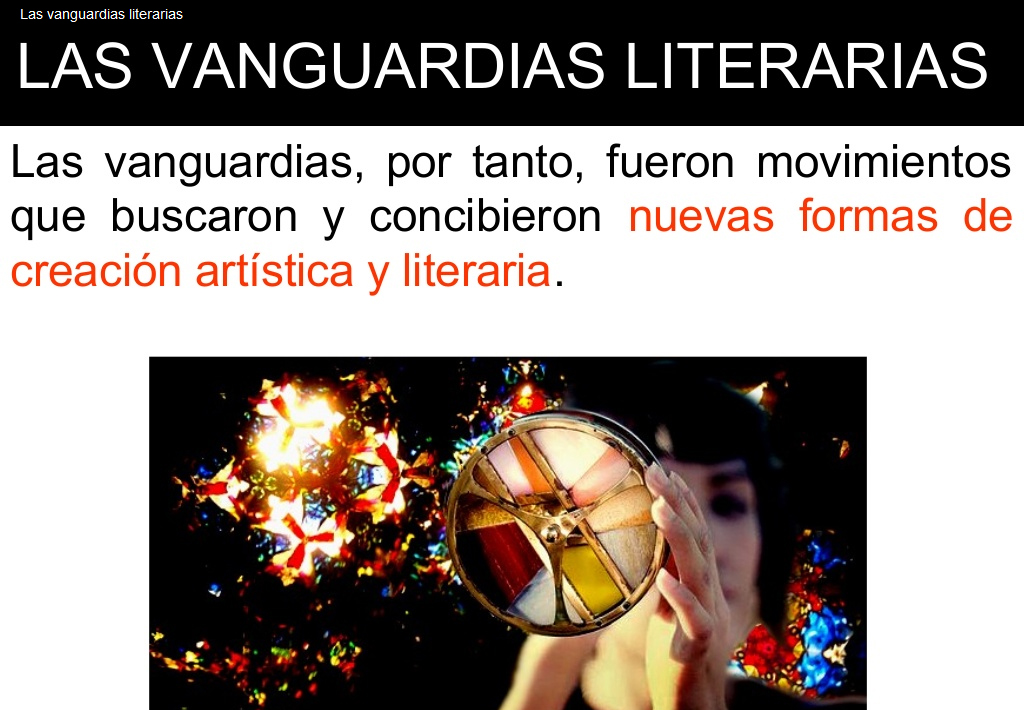 Las vanguardias literarias
LAS VANGUARDIAS LITERARIAS
Las vanguardias, por tanto, fueron movimientos
que buscaron y concibieron nuevas formas de
creación artística y literaria.